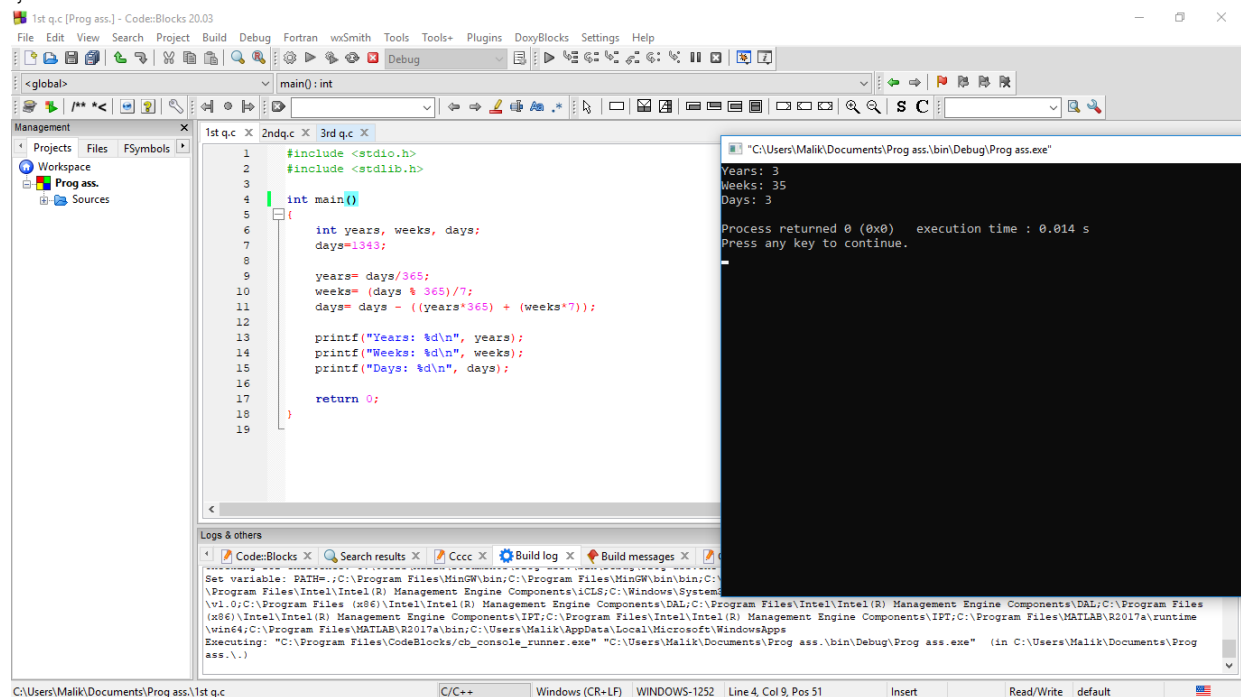 1st q.c [Prog ass.] - Code::Blocks 20.03
File Edit View Search Project Build Debug Fortran wxSmith Tools Tools+ Plugins DoxyBlocks Settings Help
Debug
<global>
main() : int
/** *<
S C
Management
Projects Files FSymbols
Workspace
Prog ass.
Sources
1st q.c X 2ndq.c X 3rd q.c X
1 #include <stdio.h>
2 #include <stdlib.h>
3
4 int main()
5 {
6 int years, weeks, days;
7 days=1343;
8
9 years= days/365;
10 weeks= (days % 365)/7;
11 days= days - ((years*365) + (weeks*7));
12
13 printf("Years: %d\n", years);
14 printf("Weeks: %d\n", weeks);
15 printf("Days: %d\n", days);
16
17 return 0;
18 }
19
"C:\Users\Malik\Documents\Prog ass.\bin\Debug\Prog ass.exe"
Years: 3
Weeks: 35
Days: 3
Process returned 0 (0x0) execution time : 0.014 s
Press any key to continue.
Logs & others
Code::Blocks X Search results X Cccc X Build log X Build messages X
Set variable: PATH=.;C:\Program Files\MinGW\bin;C:\Program Files\MinGW\bin\bin;C:\
\Program Files\Intel\Intel(R) Management Engine Components\iCLS;C:\Windows\System3
\v1.0;C:\Program Files (x86)\Intel\Intel(R) Management Engine Components\DAL;C:\Program Files\Intel\Intel(R) Management Engine Components\DAL;C:\Program Files
(x86)\Intel\Intel(R) Management Engine Components\IPT;C:\Program Files\Intel\Intel(R) Management Engine Components\IPT;C:\Program Files\MATLAB\R2017a\runtime
\win64;C:\Program Files\MATLAB\R2017a\bin;C:\Users\Malik\AppData\Local\Microsoft\WindowsApps
Executing: "C:\Program Files\CodeBlocks/cb_console_runner.exe" "C:\Users\Malik\Documents\Prog ass.\bin\Debug\Prog ass.exe" (in C:\Users\Malik\Documents\Prog
ass.\.)
C:\Users\Malik\Documents\Prog ass.\1st q.c C/C++ Windows (CR+LF) WINDOWS-1252 Line 4, Col 9, Pos 51 Insert Read/Write default